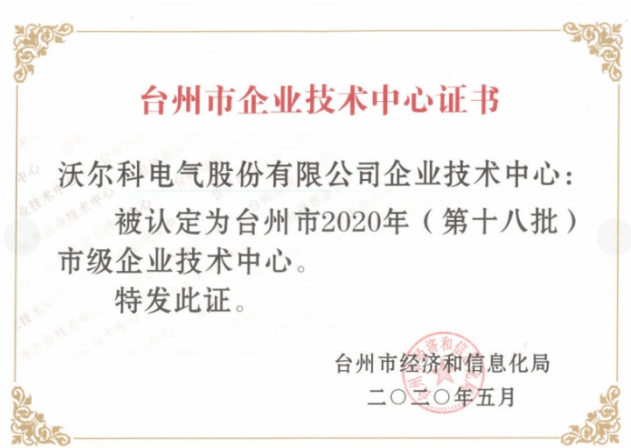 台州市企业技术中心证书
沃尔科电气股份有限公司企业技术中心：
被认定为台州市2020年（第十八批）
市级企业技术中心。
特发此证。
台州市经济和信息化局
二〇二〇年五月